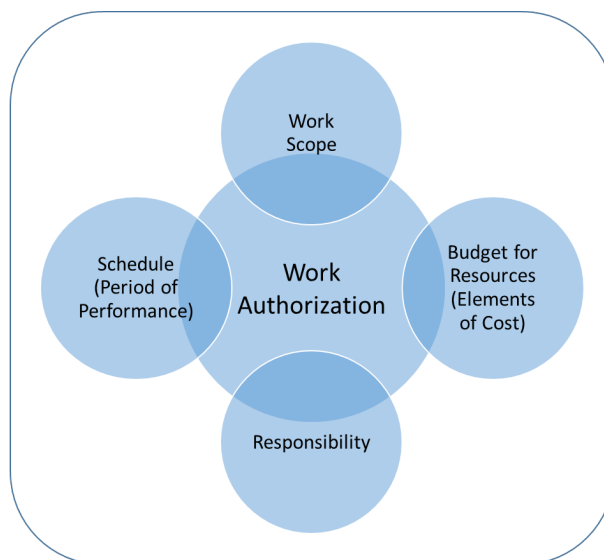 Work
Scope
Schedule
(Period of
Performance)
Work
Authorization
Budget for
Resources
(Elements
of Cost)
Responsibility